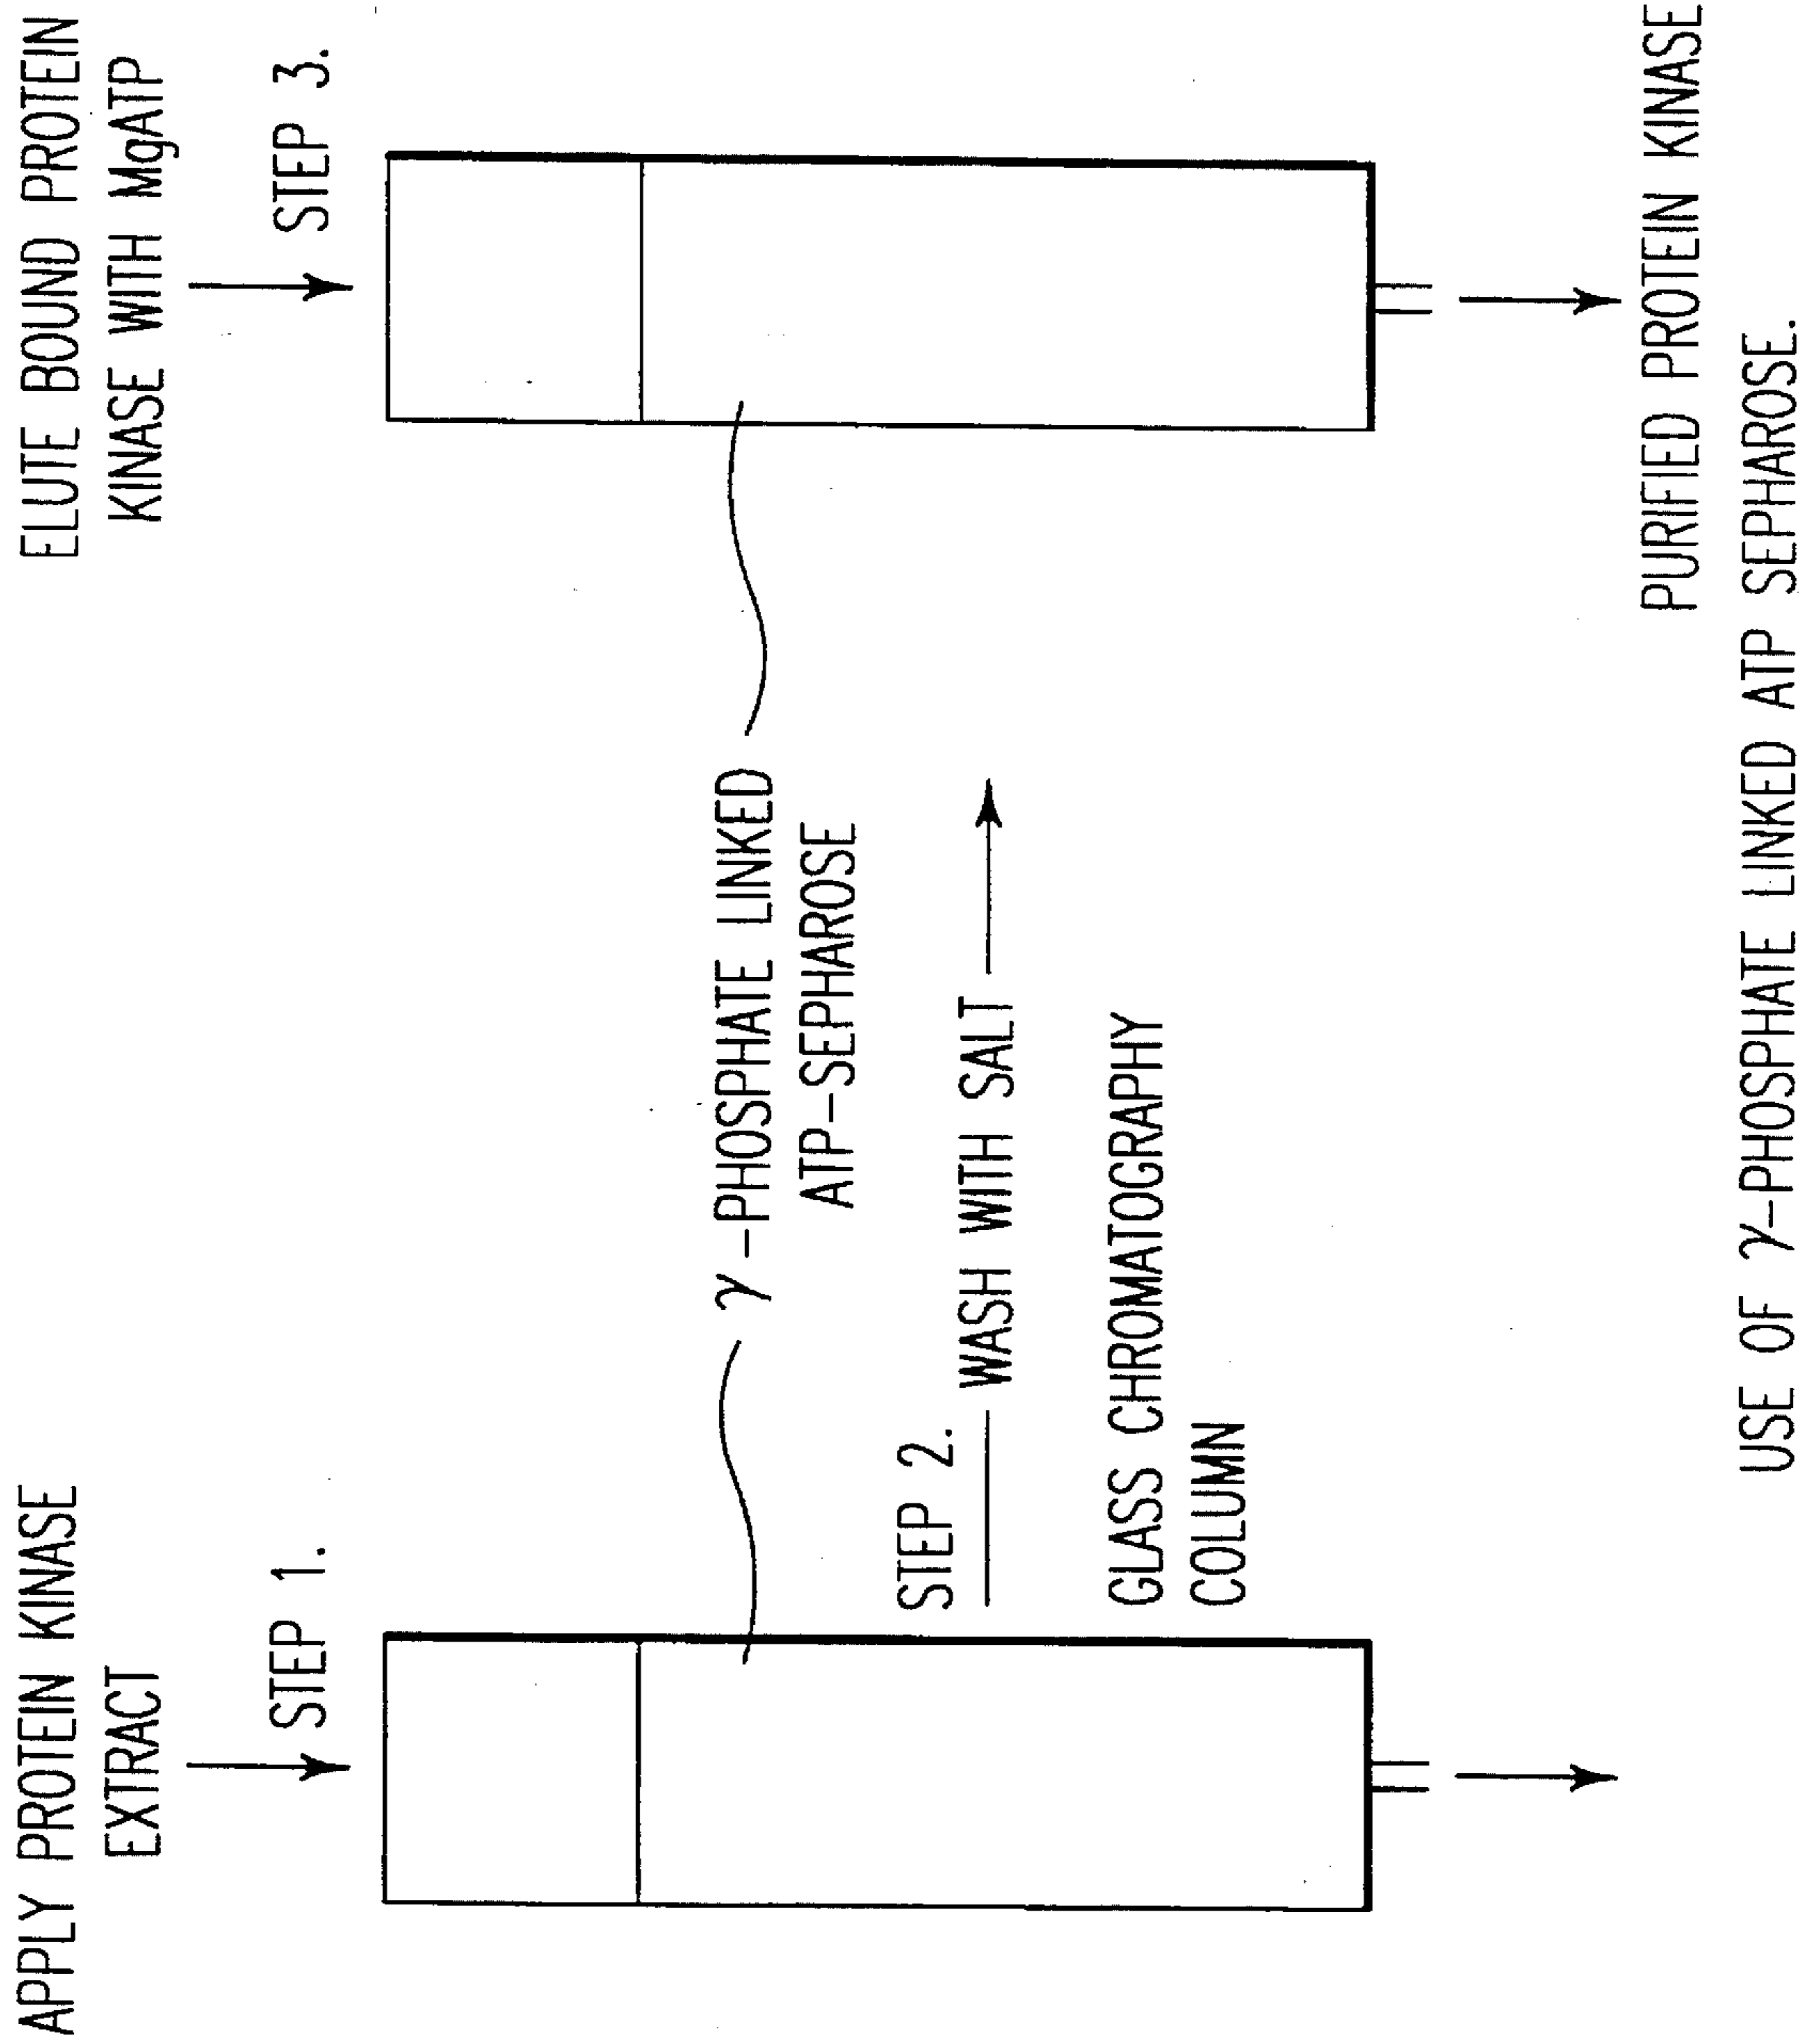 APPLY PROTEIN KINASE
EXTRACT
STEP 1.
γ-PHOSPHATE LINKED
ATP-SEPHAROSE
STEP 2.
WASH WITH SALT
GLASS CHROMATOGRAPHY
COLUMN
ELUTE BOUND PROTEIN
KINASE WITH MgATP
STEP 3.
PURIFIED PROTEIN KINASE
USE OF γ-PHOSPHATE LINKED ATP SEPHAROSE.